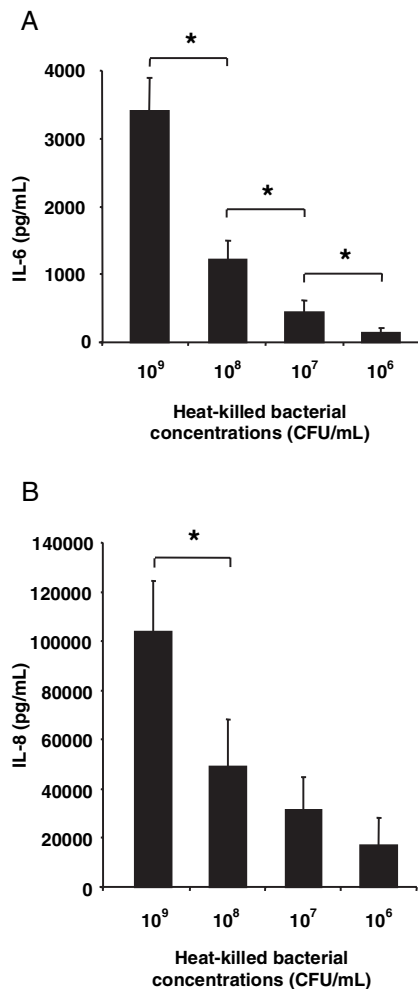 A
*
4000
3000
*
2000
*
1000
0
IL-6 (pg/mL)
10⁹ 10⁸ 10⁷ 10⁶
Heat-killed bacterial
concentrations (CFU/mL)
B
140000
*
120000
100000
80000
60000
40000
20000
0
IL-8 (pg/mL)
10⁹ 10⁸ 10⁷ 10⁶
Heat-killed bacterial
concentrations (CFU/mL)